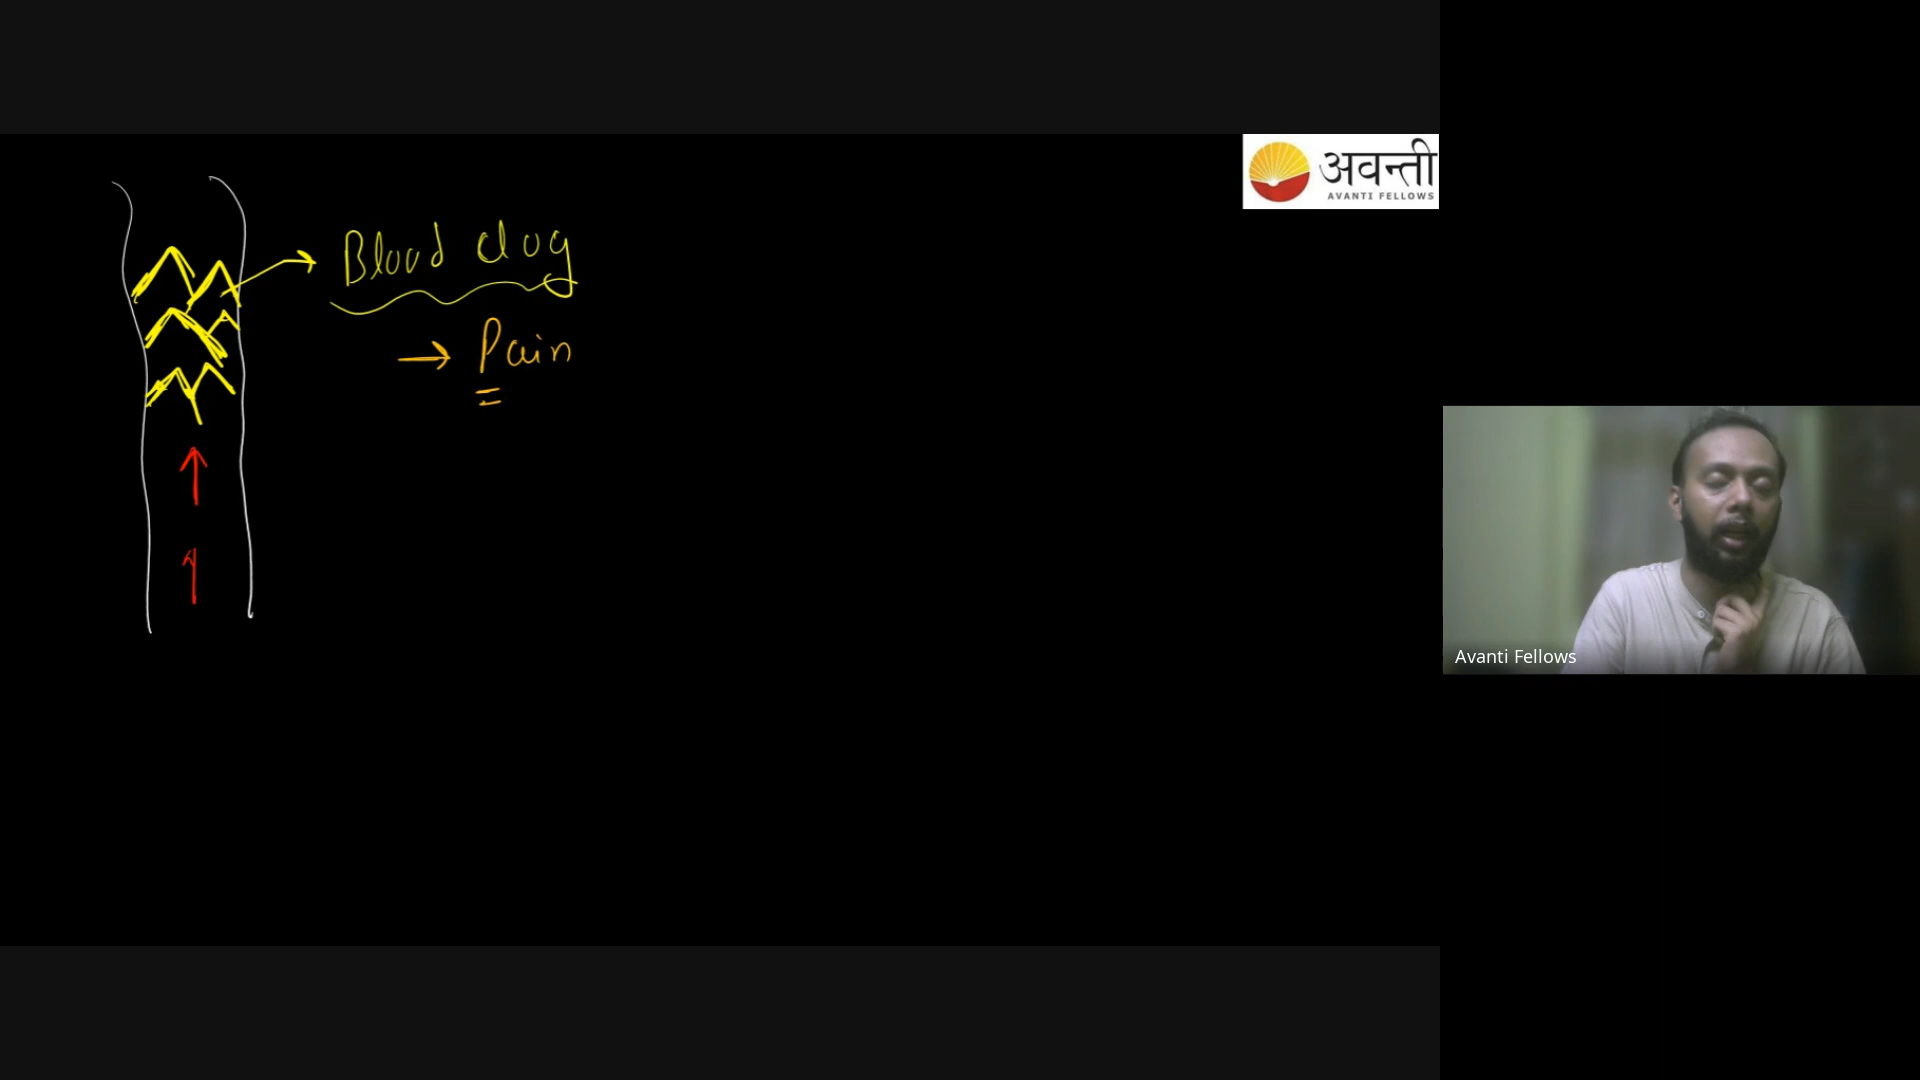 अवन्ती
AVANTI FELLOWS
Blood clog
→ Pain
Avanti Fellows